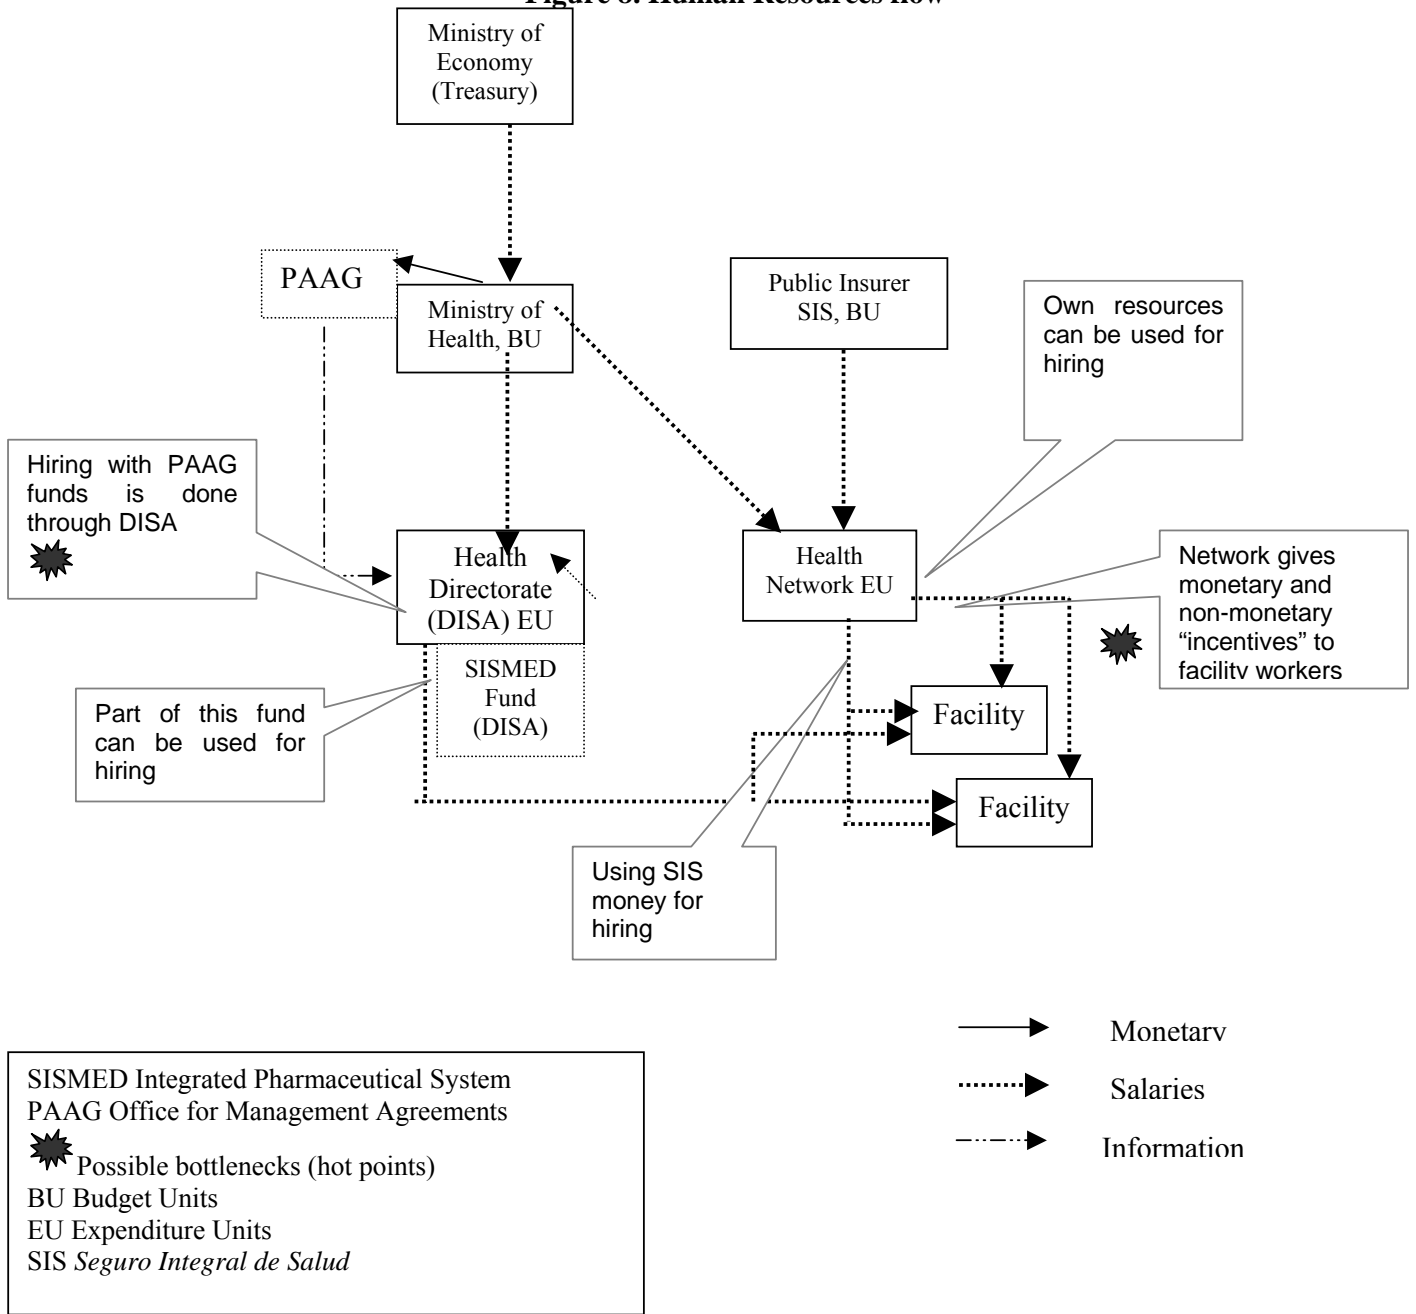 Figure 8. Human Resources flow
Ministry of
Economy
(Treasury)
PAAG
Ministry of
Health, BU
Public Insurer
SIS, BU
Own resources
can be used for
hiring
Hiring with PAAG
funds is done
through DISA
Health
Directorate
(DISA) EU
Health
Network EU
Network gives
monetary and
non-monetary
“incentives” to
facility workers
SISMED
Fund
(DISA)
Part of this fund
can be used for
hiring
Facility
Facility
Using SIS
money for
hiring
Monetary
Salaries
Information
SISMED Integrated Pharmaceutical System
PAAG Office for Management Agreements
Possible bottlenecks (hot points)
BU Budget Units
EU Expenditure Units
SIS Seguro Integral de Salud